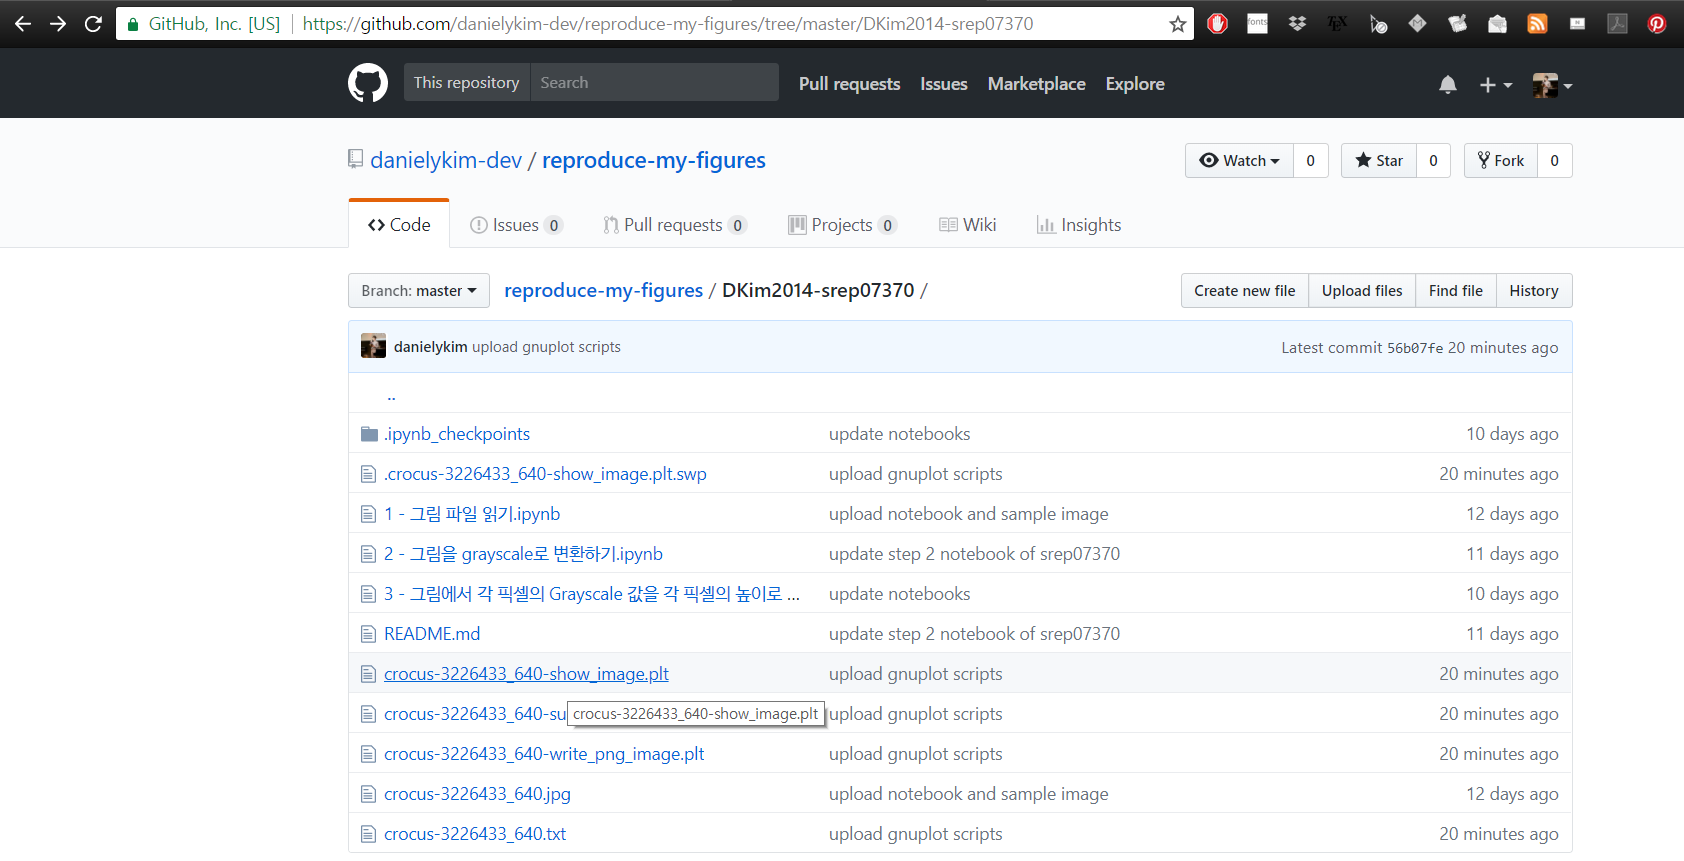 GitHub, Inc. [US] https://github.com/danielykim-dev/reproduce-my-figures/tree/master/DKim2014-srep07370
fonts TEX
This repository Search Pull requests Issues Marketplace Explore
danielykim-dev / reproduce-my-figures Watch 0 Star 0 Fork 0
Code Issues 0 Pull requests 0 Projects 0 Wiki Insights
Branch: master reproduce-my-figures / DKim2014-srep07370 / Create new file Upload files Find file History
danielykim upload gnuplot scripts Latest commit 56b07fe 20 minutes ago
..
.ipynb_checkpoints update notebooks 10 days ago
.crocus-3226433_640-show_image.plt.swp upload gnuplot scripts 20 minutes ago
1 - 그림 파일 읽기.ipynb upload notebook and sample image 12 days ago
2 - 그림을 grayscale로 변환하기.ipynb update step 2 notebook of srep07370 11 days ago
3 - 그림에서 각 픽셀의 Grayscale 값을 각 픽셀의 높이로 ... update notebooks 10 days ago
README.md update step 2 notebook of srep07370 11 days ago
crocus-3226433_640-show_image.plt upload gnuplot scripts 20 minutes ago
crocus-3226433_640-su crocus-3226433_640-show_image.plt upload gnuplot scripts 20 minutes ago
crocus-3226433_640-write_png_image.plt upload gnuplot scripts 20 minutes ago
crocus-3226433_640.jpg upload notebook and sample image 12 days ago
crocus-3226433_640.txt upload gnuplot scripts 20 minutes ago